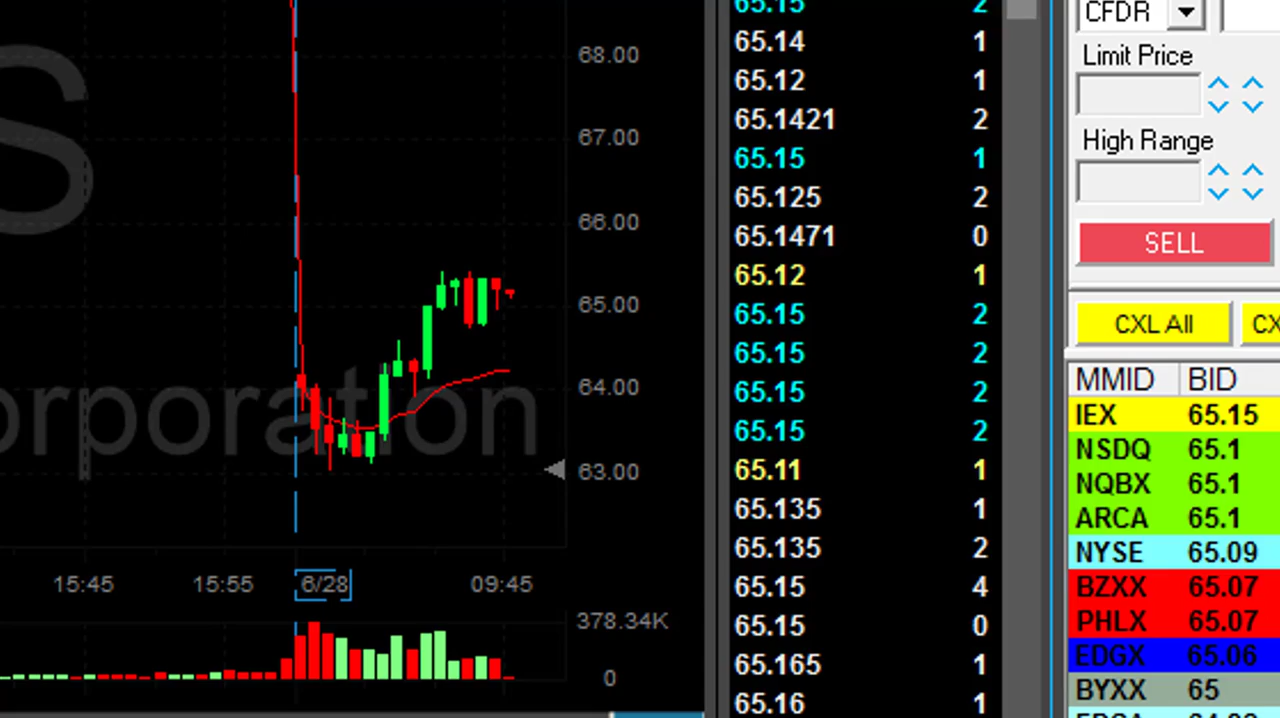 S
orporation
68.00
67.00
66.00
65.00
64.00
63.00
15:45 15:55 6/28 09:45
378.34K
0
65.15 2
65.14 1
65.12 1
65.1421 2
65.15 1
65.125 2
65.1471 0
65.12 1
65.15 2
65.15 2
65.15 2
65.15 2
65.11 1
65.135 1
65.135 2
65.15 4
65.15 0
65.165 1
65.16 1
CFDR
Limit Price
High Range
SELL
CXL All CX
MMID BID
IEX 65.15
NSDQ 65.1
NQBX 65.1
ARCA 65.1
NYSE 65.09
BZXX 65.07
PHLX 65.07
EDGX 65.06
BYXX 65